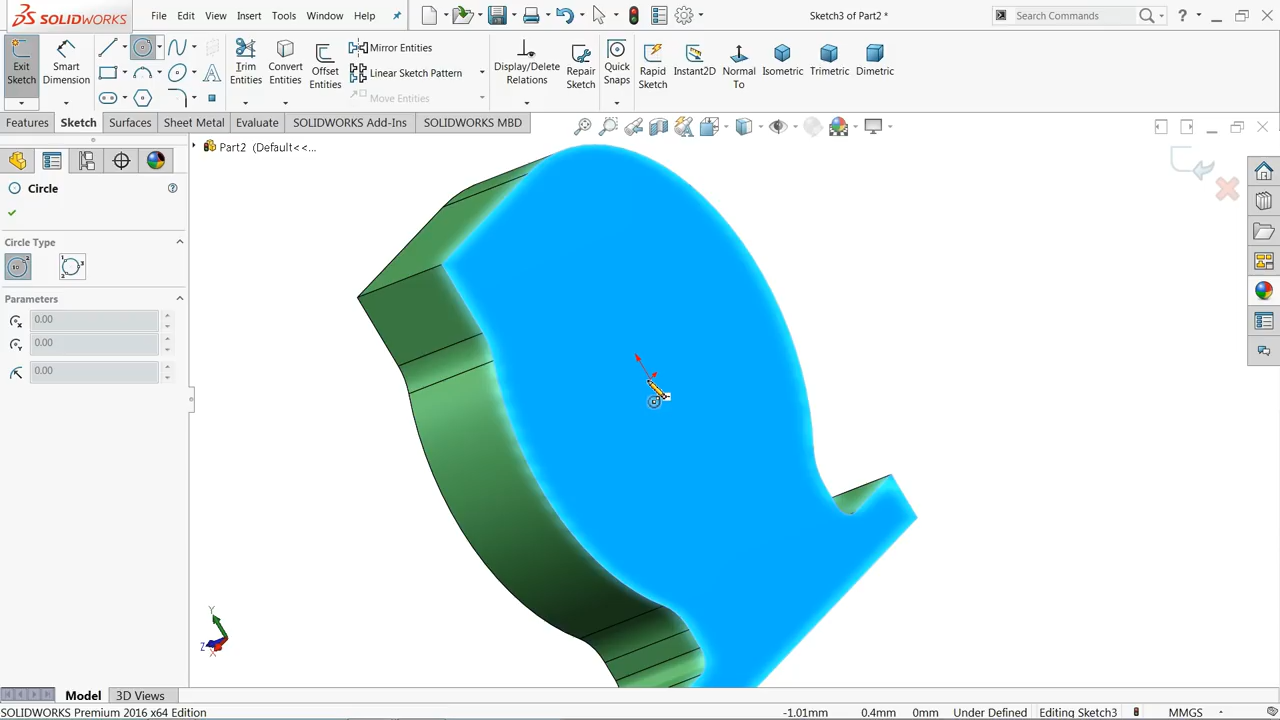 SOLIDWORKS File Edit View Insert Tools Window Help Sketch3 of Part2 * Search Commands ?
Exit Sketch Smart Dimension Trim Entities Convert Entities Offset Entities Mirror Entities Linear Sketch Pattern Move Entities Display/Delete Relations Repair Sketch Quick Snaps Rapid Sketch Instant2D Normal To Isometric Trimetric Dimetric
Features Sketch Surfaces Sheet Metal Evaluate SOLIDWORKS Add-Ins SOLIDWORKS MBD
Part2 (Default<<...
Circle
Circle Type
Parameters
0.00
0.00
0.00
Y
Z
X
Model 3D Views
SOLIDWORKS Premium 2016 x64 Edition -1.01mm 0.4mm 0mm Under Defined Editing Sketch3 MMGS